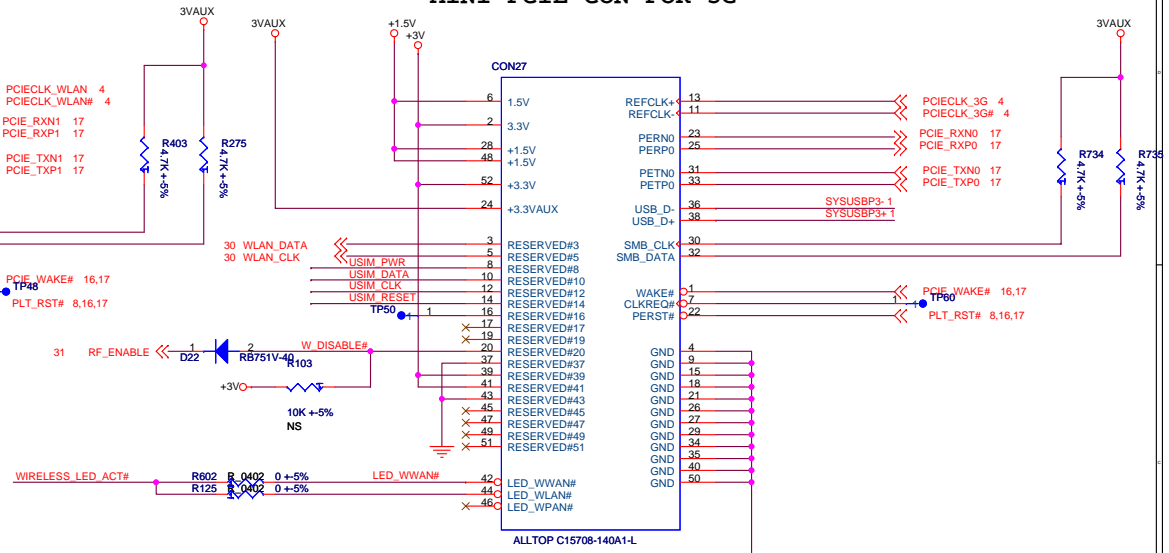 MINI PCIE CON FOR 3G
3VAUX
3VAUX
+1.5V
+3V
3VAUX
CON27
PCIECLK_WLAN 4
PCIECLK_WLAN# 4
PCIE_RXN1 17
PCIE_RXP1 17
PCIE_TXN1 17
PCIE_TXP1 17
R403
4.7K +-5%
R275
4.7K +-5%
6 1.5V
2 3.3V
28 +1.5V
48 +1.5V
52 +3.3V
24 +3.3VAUX
REFCLK+ 13 PCIECLK_3G 4
REFCLK- 11 PCIECLK_3G# 4
PERN0 23 PCIE_RXN0 17
PERP0 25 PCIE_RXP0 17
PETN0 31 PCIE_TXN0 17
PETP0 33 PCIE_TXP0 17
USB_D- 36 SYSUSBP3- 1
USB_D+ 38 SYSUSBP3+ 1
SMB_CLK 30
SMB_DATA 32
R734
4.7K +-5%
R735
4.7K +-5%
30 WLAN_DATA 3 RESERVED#3
30 WLAN_CLK 5 RESERVED#5
USIM_PWR 8 RESERVED#8
USIM_DATA 10 RESERVED#10
USIM_CLK 12 RESERVED#12
USIM_RESET 14 RESERVED#14
TP50 1 16 RESERVED#16
17 RESERVED#17
19 RESERVED#19
W_DISABLE# 20 RESERVED#20
37 RESERVED#37
39 RESERVED#39
41 RESERVED#41
43 RESERVED#43
45 RESERVED#45
47 RESERVED#47
49 RESERVED#49
51 RESERVED#51
PCIE_WAKE# 16,17
TP48
PLT_RST# 8,16,17
WAKE# 1 PCIE_WAKE# 16,17
CLKREQ# 7 1 TP60
PERST# 22 PLT_RST# 8,16,17
31 RF_ENABLE 1 2
D22 RB751V-40
R103
+3V
10K +-5%
NS
GND 4
GND 9
GND 15
GND 18
GND 21
GND 26
GND 27
GND 29
GND 34
GND 35
GND 40
GND 50
WIRELESS_LED_ACT#
R602 R_0402 0 +-5% LED_WWAN# 42 LED_WWAN#
R125 R_0402 0 +-5% 44 LED_WLAN#
46 LED_WPAN#
ALLTOP C15708-140A1-L